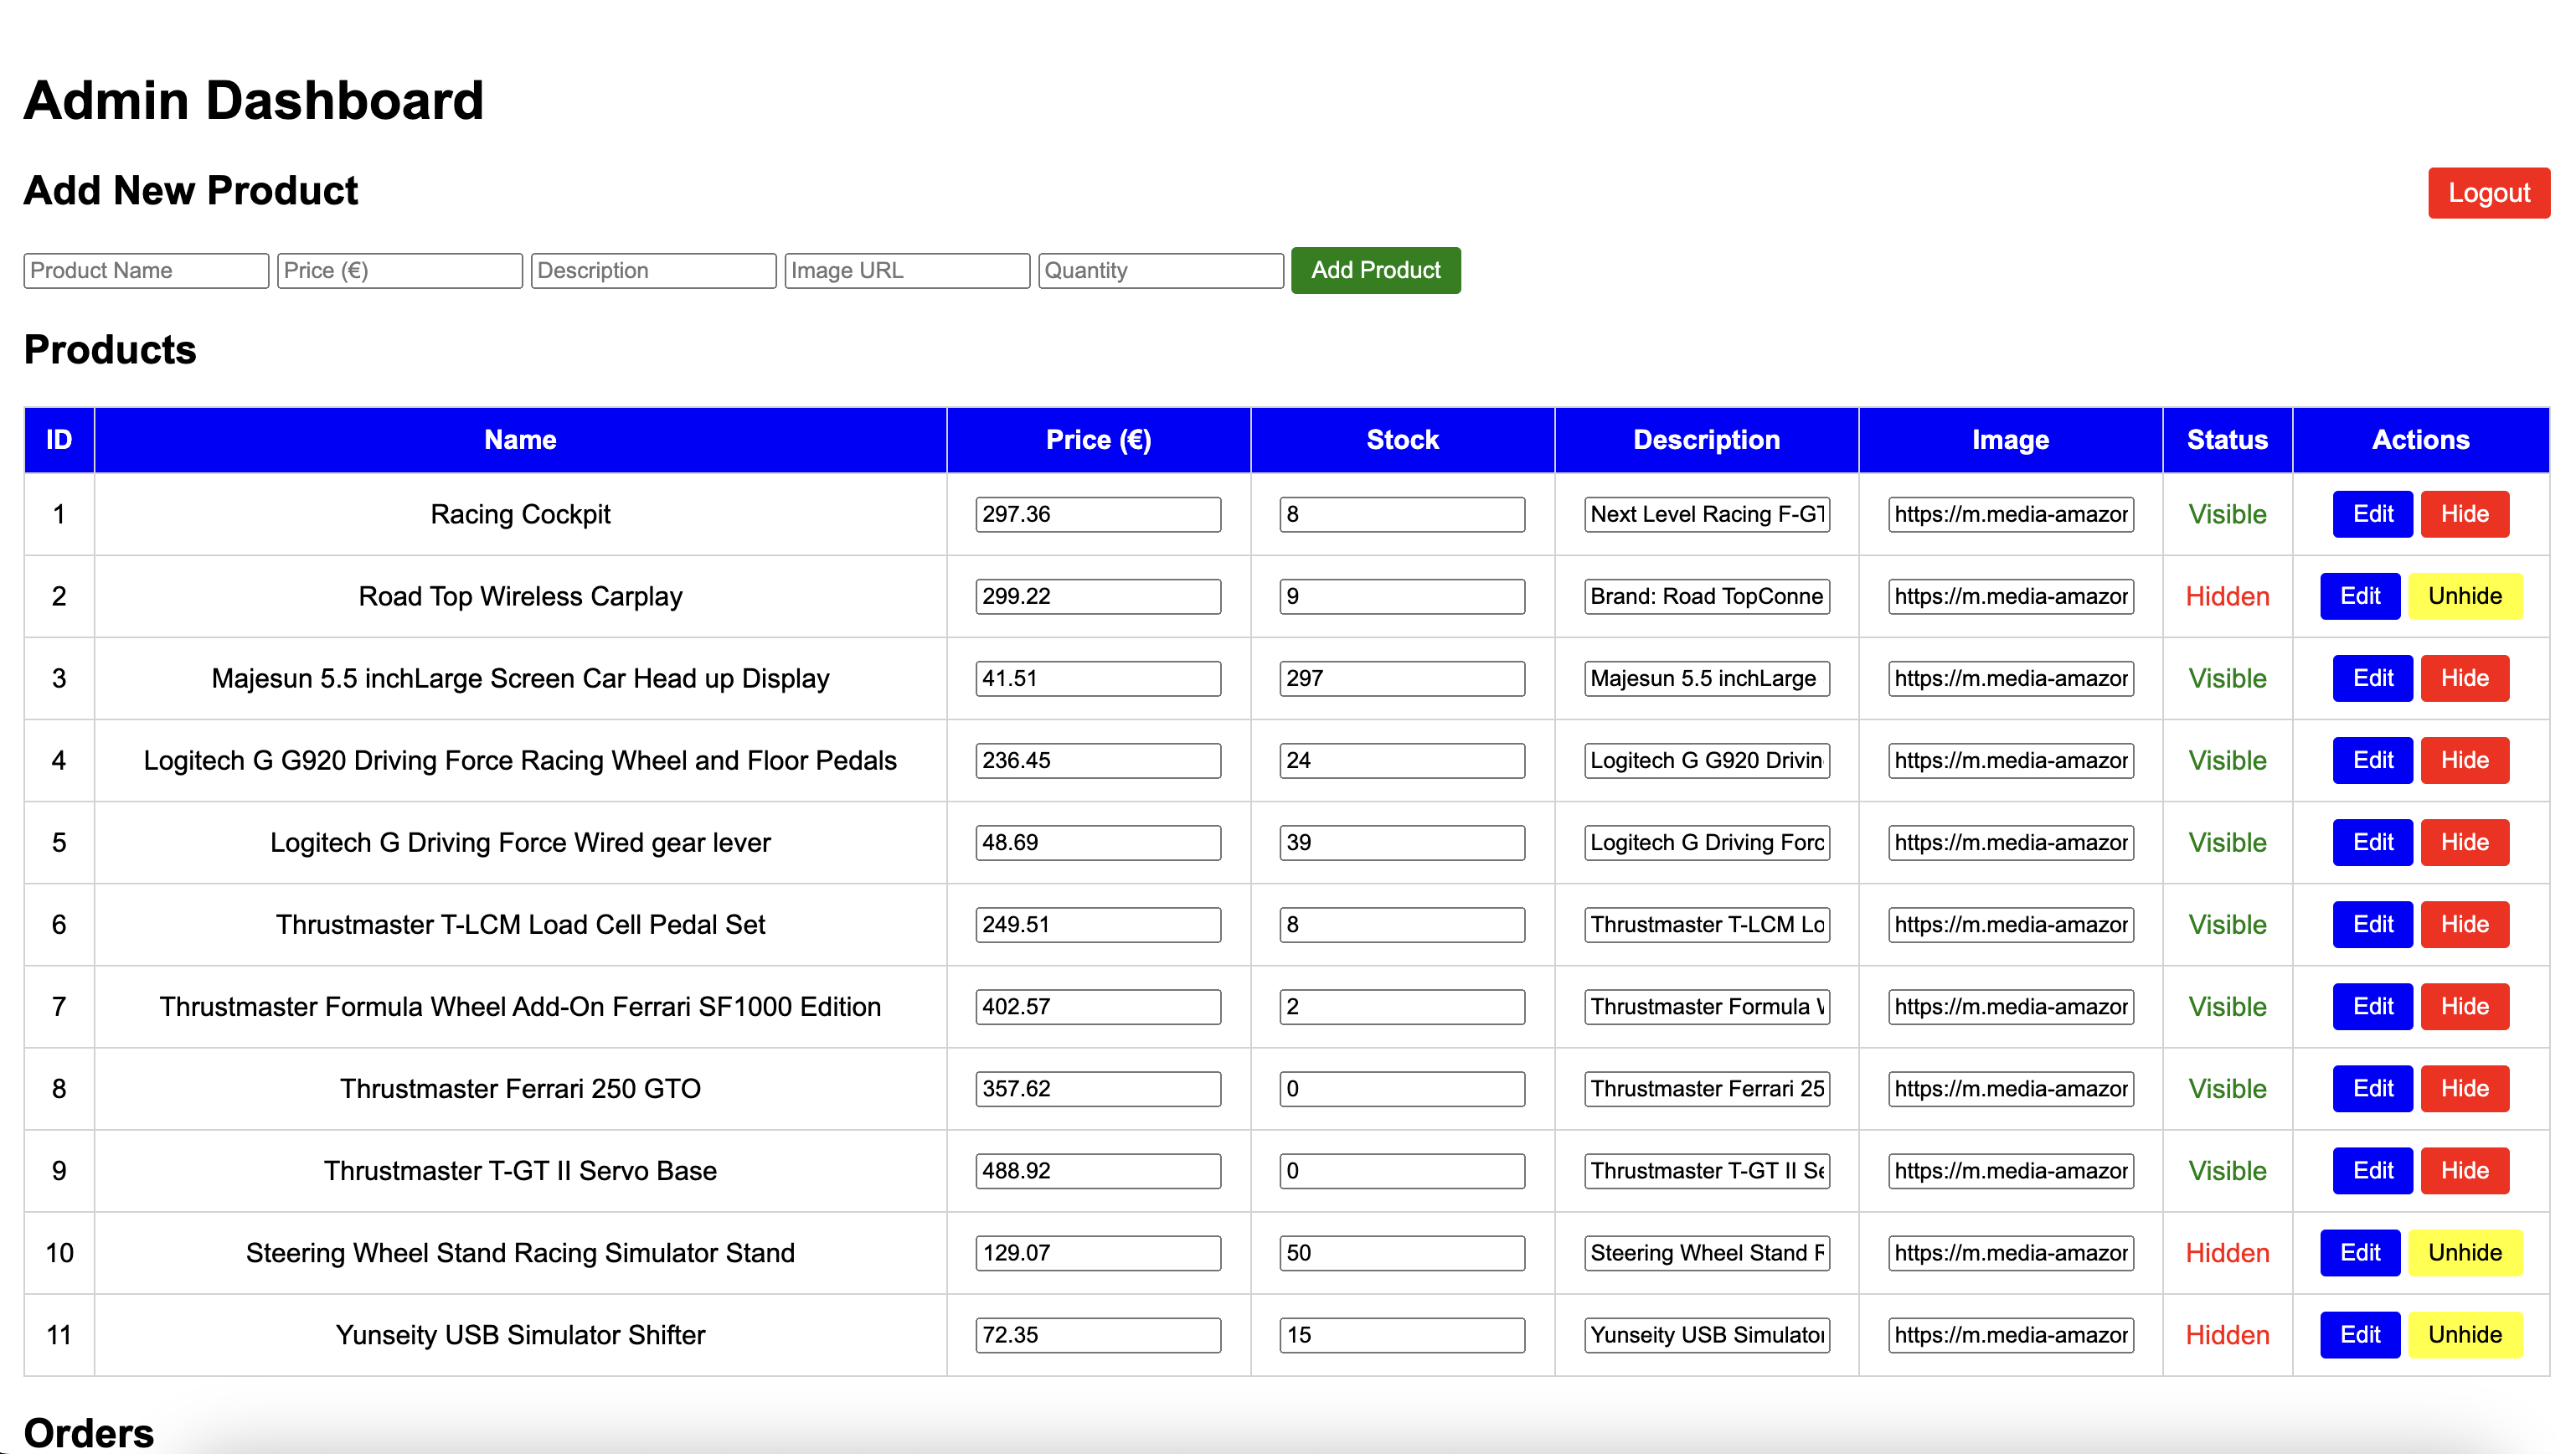 Admin Dashboard
Add New Product
Logout
Product Name Price (€) Description Image URL Quantity Add Product
Products
ID Name Price (€) Stock Description Image Status Actions
1 Racing Cockpit 297.36 8 Next Level Racing F-GT https://m.media-amazon Visible Edit Hide
2 Road Top Wireless Carplay 299.22 9 Brand: Road TopConne https://m.media-amazon Hidden Edit Unhide
3 Majesun 5.5 inchLarge Screen Car Head up Display 41.51 297 Majesun 5.5 inchLarge https://m.media-amazon Visible Edit Hide
4 Logitech G G920 Driving Force Racing Wheel and Floor Pedals 236.45 24 Logitech G G920 Drivin https://m.media-amazon Visible Edit Hide
5 Logitech G Driving Force Wired gear lever 48.69 39 Logitech G Driving Forc https://m.media-amazon Visible Edit Hide
6 Thrustmaster T-LCM Load Cell Pedal Set 249.51 8 Thrustmaster T-LCM Lo https://m.media-amazon Visible Edit Hide
7 Thrustmaster Formula Wheel Add-On Ferrari SF1000 Edition 402.57 2 Thrustmaster Formula https://m.media-amazon Visible Edit Hide
8 Thrustmaster Ferrari 250 GTO 357.62 0 Thrustmaster Ferrari 25 https://m.media-amazon Visible Edit Hide
9 Thrustmaster T-GT II Servo Base 488.92 0 Thrustmaster T-GT II Se https://m.media-amazon Visible Edit Hide
10 Steering Wheel Stand Racing Simulator Stand 129.07 50 Steering Wheel Stand R https://m.media-amazon Hidden Edit Unhide
11 Yunseity USB Simulator Shifter 72.35 15 Yunseity USB Simulator https://m.media-amazon Hidden Edit Unhide
Orders